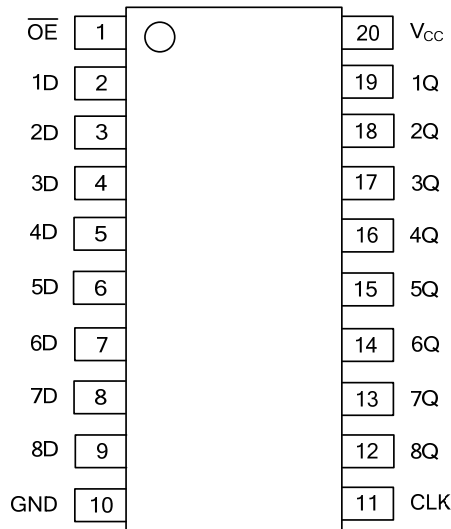 O̅E̅ 1 20 VCC
1D 2 19 1Q
2D 3 18 2Q
3D 4 17 3Q
4D 5 16 4Q
5D 6 15 5Q
6D 7 14 6Q
7D 8 13 7Q
8D 9 12 8Q
GND 10 11 CLK